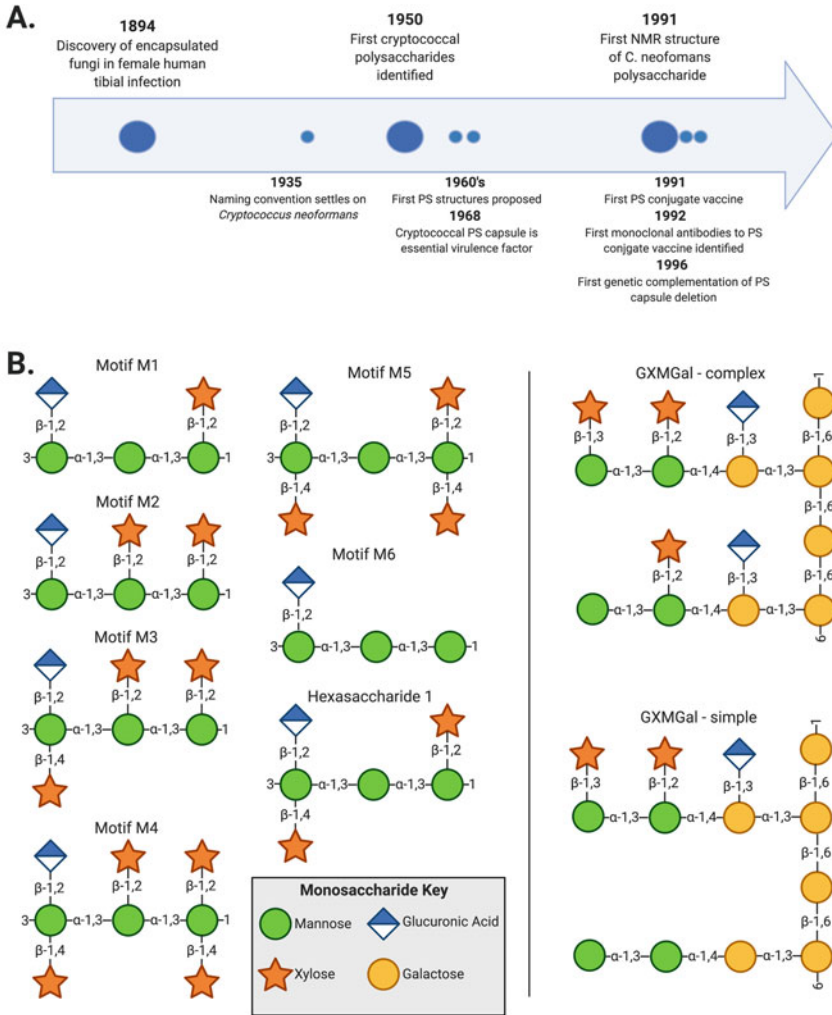 A.
1894
Discovery of encapsulated
fungi in female human
tibial infection
1950
First cryptococcal
polysaccharides
identified
1991
First NMR structure
of C. neofomans
polysaccharide
1935
Naming convention settles on
Cryptococcus neoformans
1960's
First PS structures proposed
1968
Cryptococcal PS capsule is
essential virulence factor
1991
First PS conjugate vaccine
1992
First monoclonal antibodies to PS
conjgate vaccine identified
1996
First genetic complementation of PS
capsule deletion
B.
Motif M1
β-1,2 β-1,2
3 α-1,3 α-1,3 1
Motif M2
β-1,2 β-1,2 β-1,2
3 α-1,3 α-1,3 1
Motif M3
β-1,2 β-1,2 β-1,2
3 α-1,3 α-1,3 1
β-1,4
Motif M4
β-1,2 β-1,2 β-1,2
3 α-1,3 α-1,3 1
β-1,4 β-1,4
Motif M5
β-1,2 β-1,2
3 α-1,3 α-1,3 1
β-1,4 β-1,4
Motif M6
β-1,2
3 α-1,3 α-1,3 1
Hexasaccharide 1
β-1,2 β-1,2
3 α-1,3 α-1,3 1
β-1,4
Monosaccharide Key
Mannose Glucuronic Acid
Xylose Galactose
GXMGal - complex
1
β-1,3 β-1,2 β-1,3 β-1,6
α-1,3 α-1,4 α-1,3
β-1,6
β-1,2 β-1,3 β-1,6
α-1,3 α-1,4 α-1,3
6
GXMGal - simple
1
β-1,3 β-1,2 β-1,3 β-1,6
α-1,3 α-1,4 α-1,3
β-1,6
β-1,6
α-1,3 α-1,4 α-1,3
6